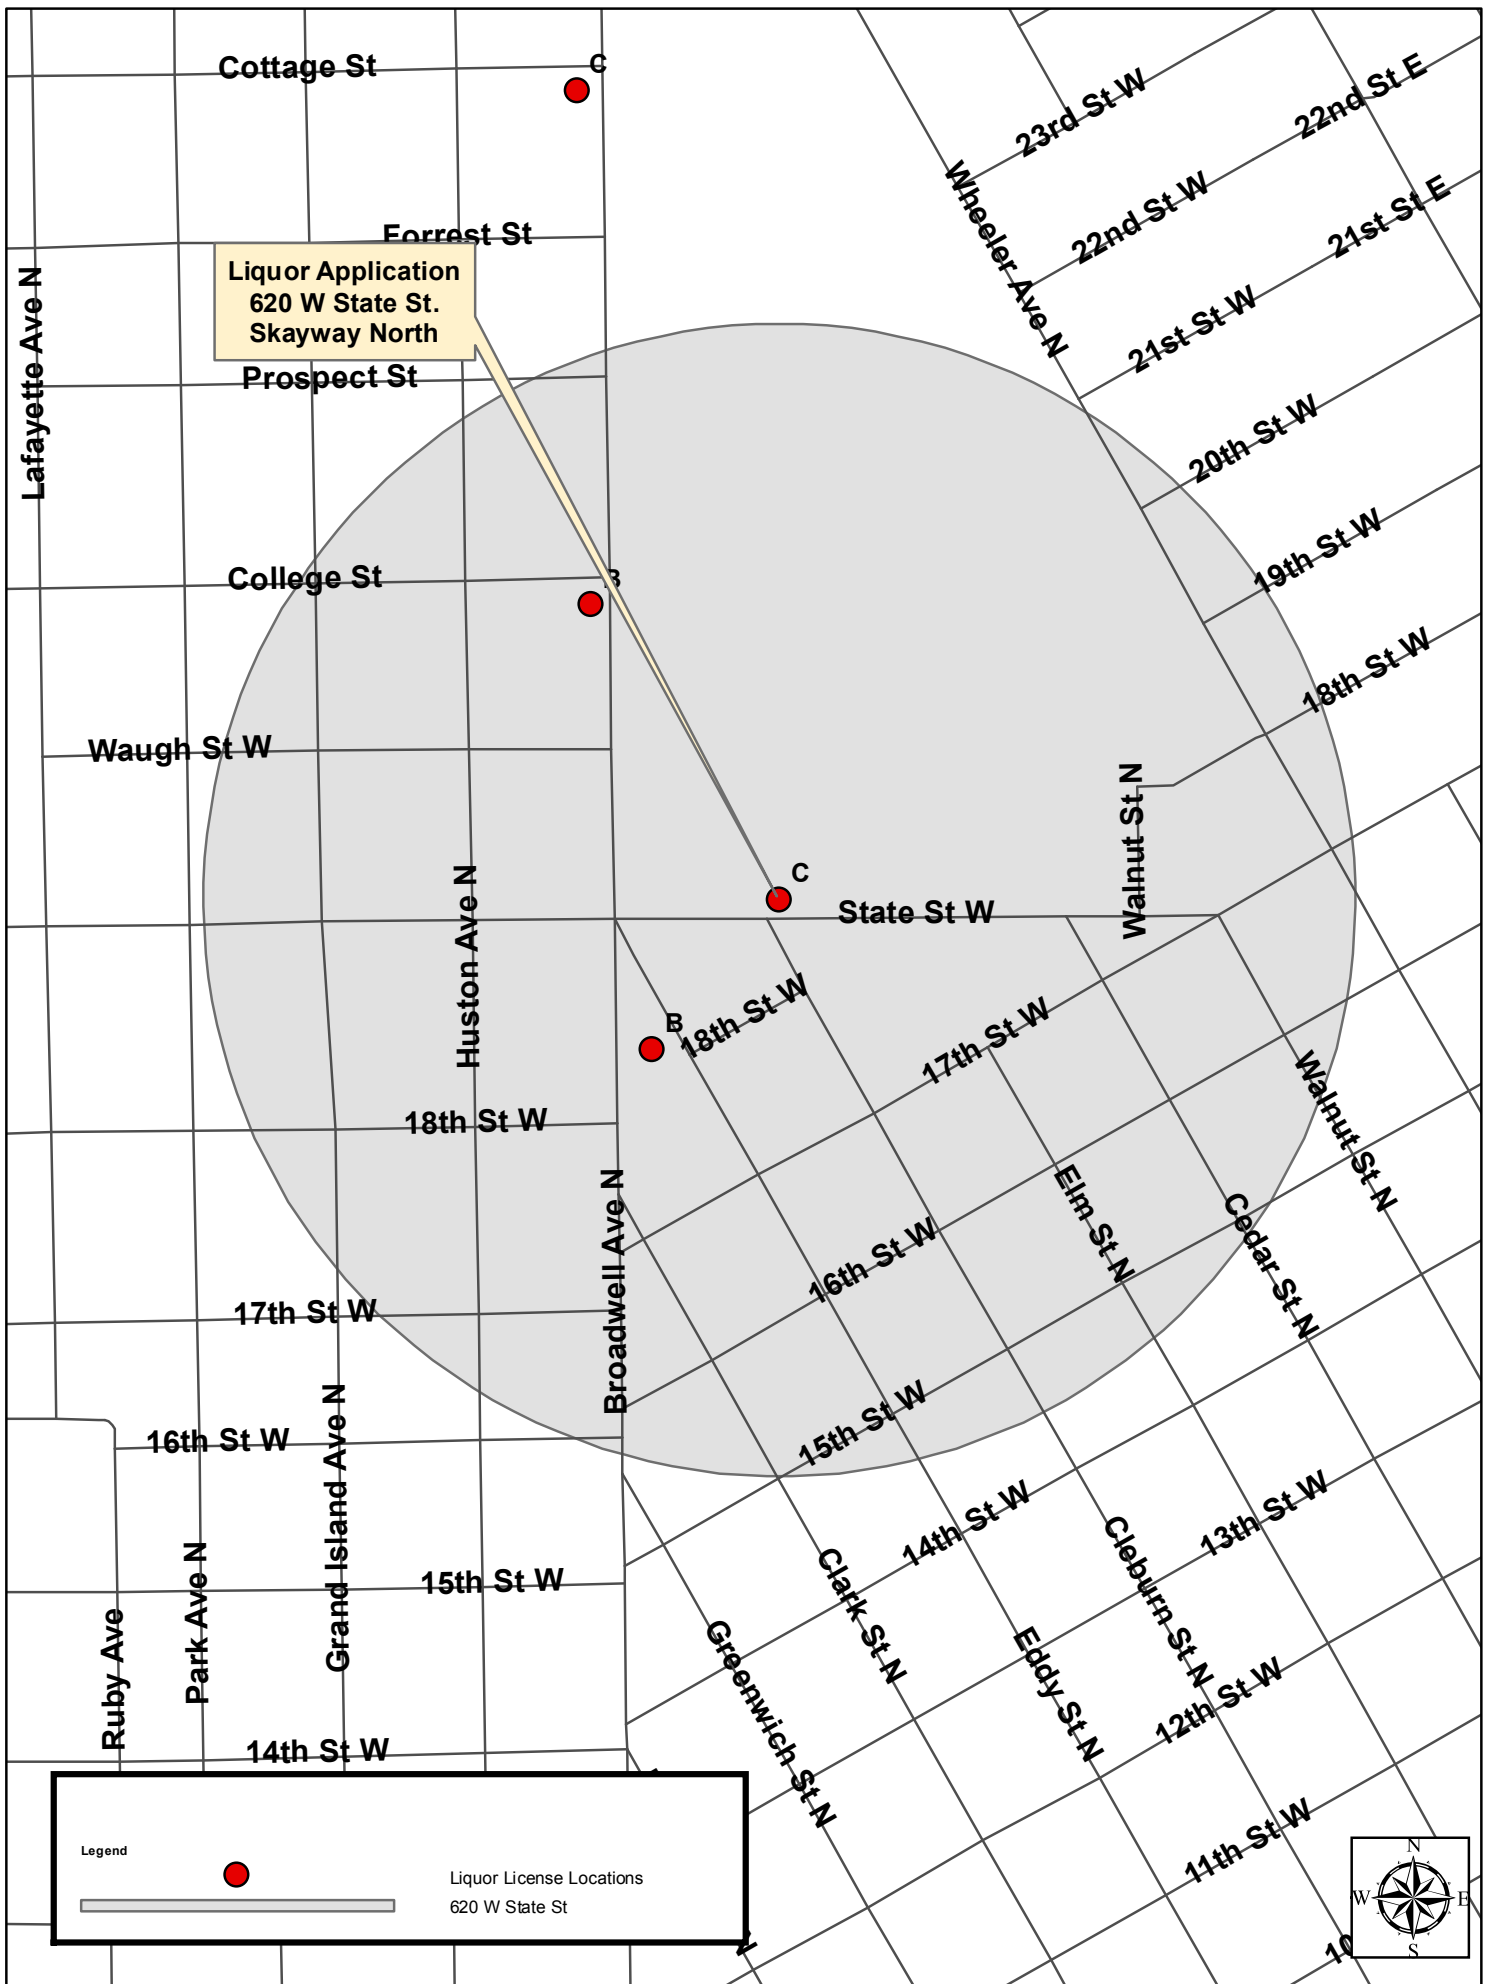 Cottage St
C
23rd St W
22nd St E
Wheeler Ave N
22nd St W
21st St E
Forrest St
Liquor Application
620 W State St.
Skayway North
Lafayette Ave N
21st St W
Prospect St
20th St W
College St
B
19th St W
18th St W
Waugh St W
Walnut St N
C
State St W
Huston Ave N
B
18th St W
17th St W
Walnut St N
18th St W
Broadwell Ave N
Elm St N
Cedar St N
16th St W
17th St W
Grand Island Ave N
15th St W
16th St W
14th St W
13th St W
Park Ave N
Clark St N
Cleburn St N
15th St W
Ruby Ave
Greenwich St N
Eddy St N
12th St W
14th St W
11th St W
Legend
Liquor License Locations
620 W State St
N
W
E
S
N
10